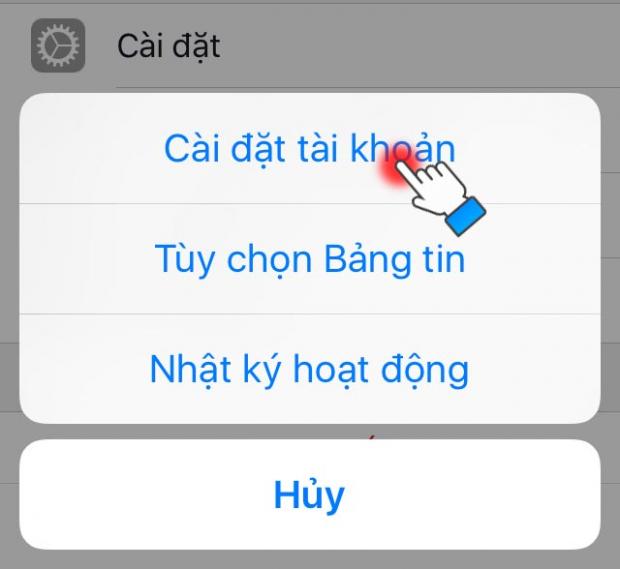 Cài đặt
Cài đặt tài khoản
Tùy chọn Bảng tin
Nhật ký hoạt động
Hủy